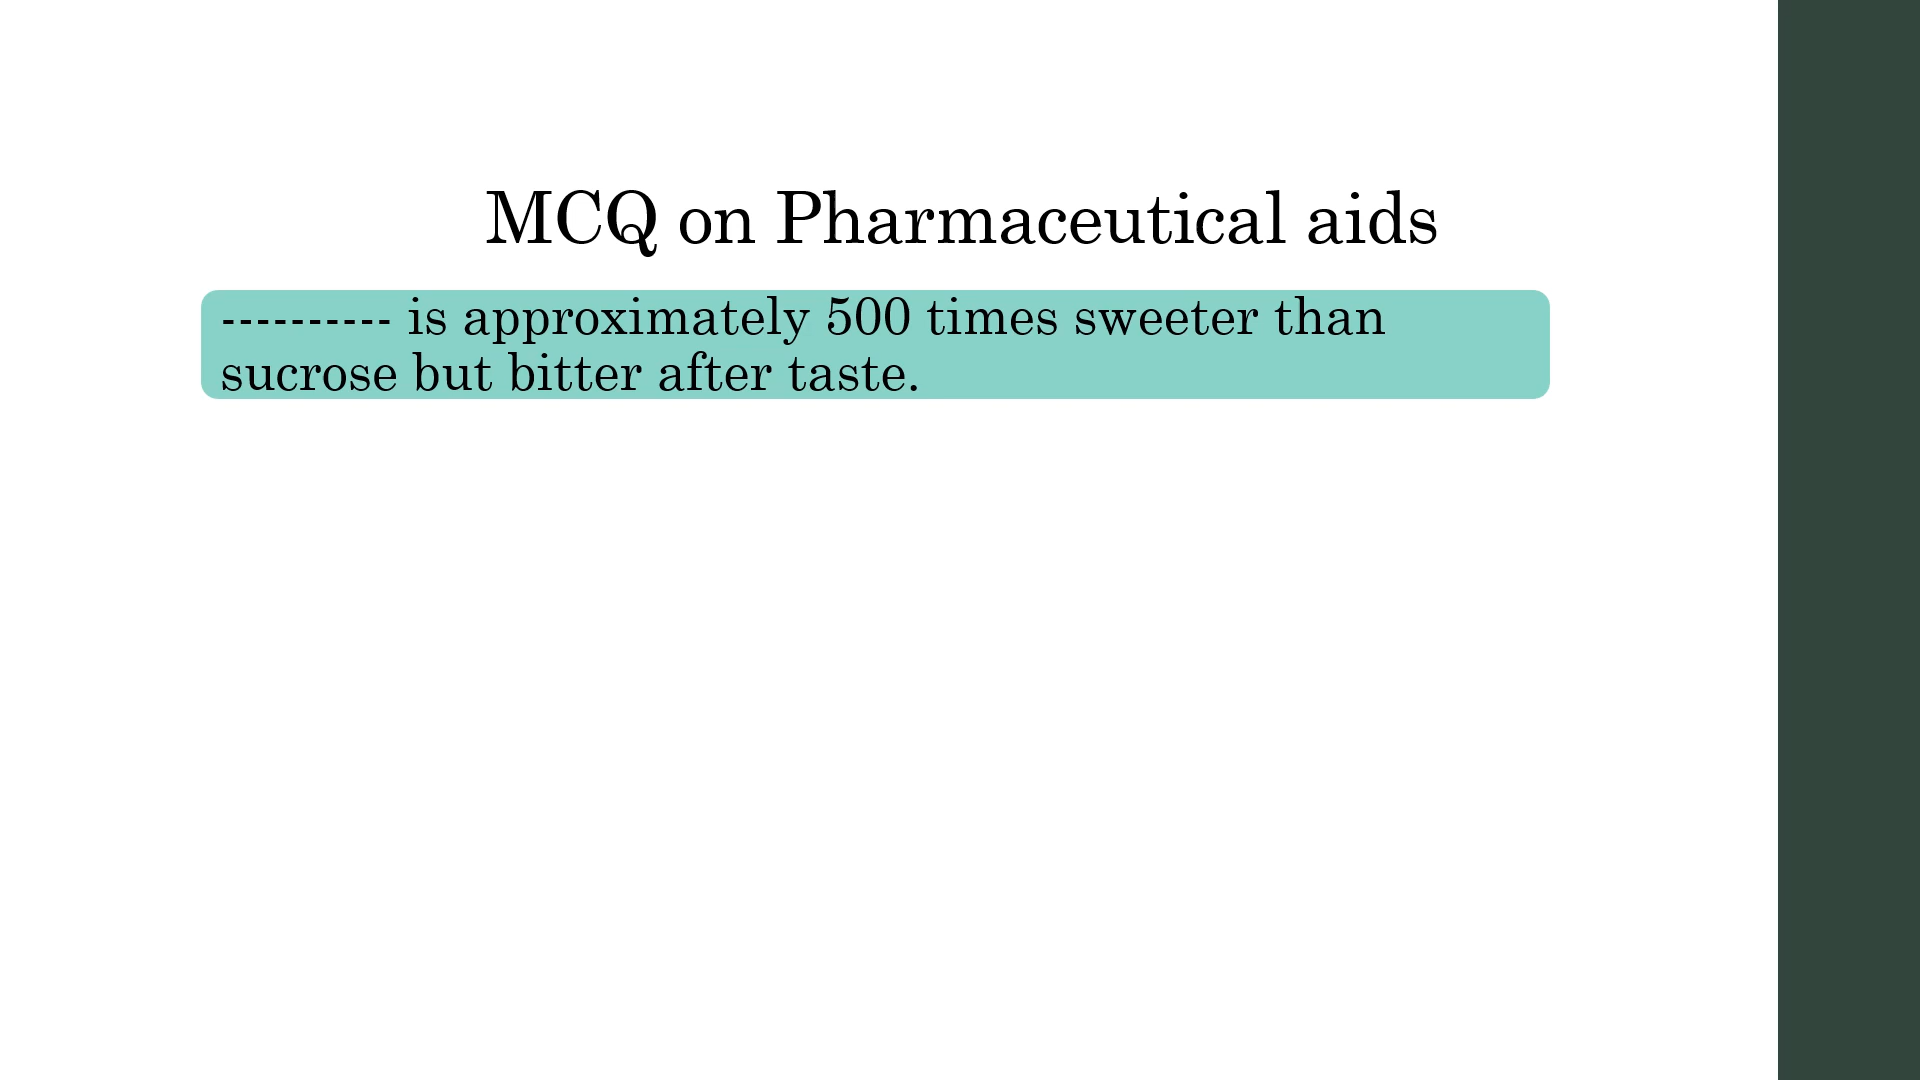 MCQ on Pharmaceutical aids
---------- is approximately 500 times sweeter than
sucrose but bitter after taste.